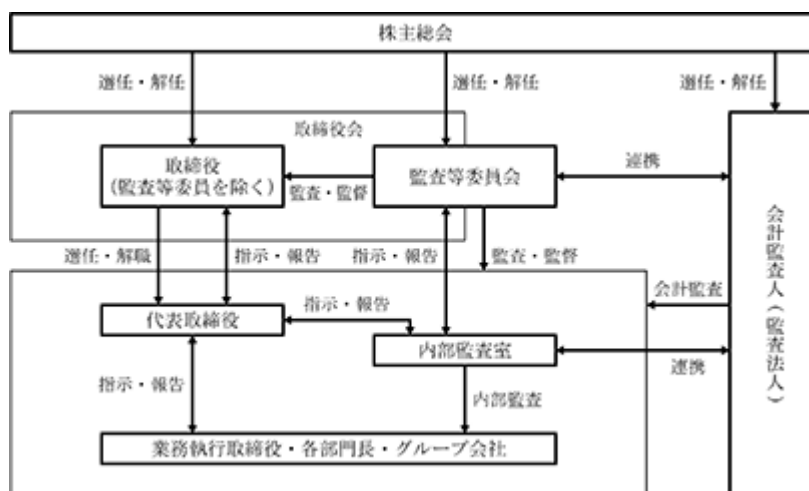 株主総会
選任・解任
選任・解任
選任・解任
取締役会
取締役
(監査等委員を除く)
監査・監督
監査等委員会
連携
会計監査人(監査法人)
選任・解職
指示・報告
指示・報告
監査・監督
会計監査
代表取締役
指示・報告
内部監査室
連携
指示・報告
内部監査
業務執行取締役・各部門長・グループ会社